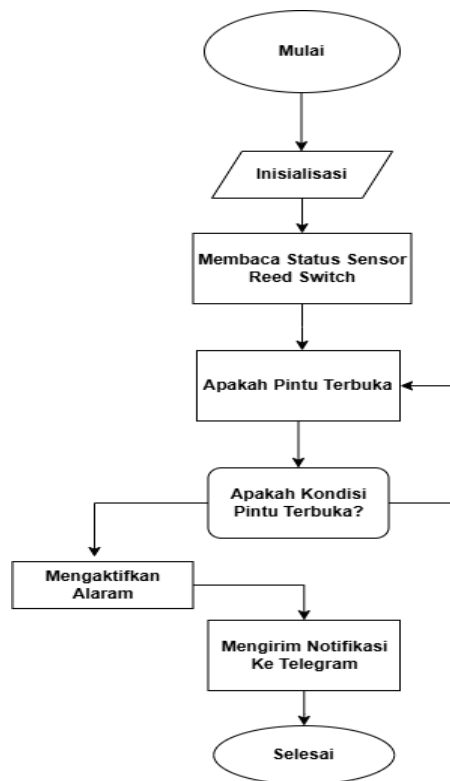 Mulai
Inisialisasi
Membaca Status Sensor
Reed Switch
Apakah Pintu Terbuka
Apakah Kondisi
Pintu Terbuka?
Mengaktifkan
Alaram
Mengirim Notifikasi
Ke Telegram
Selesai